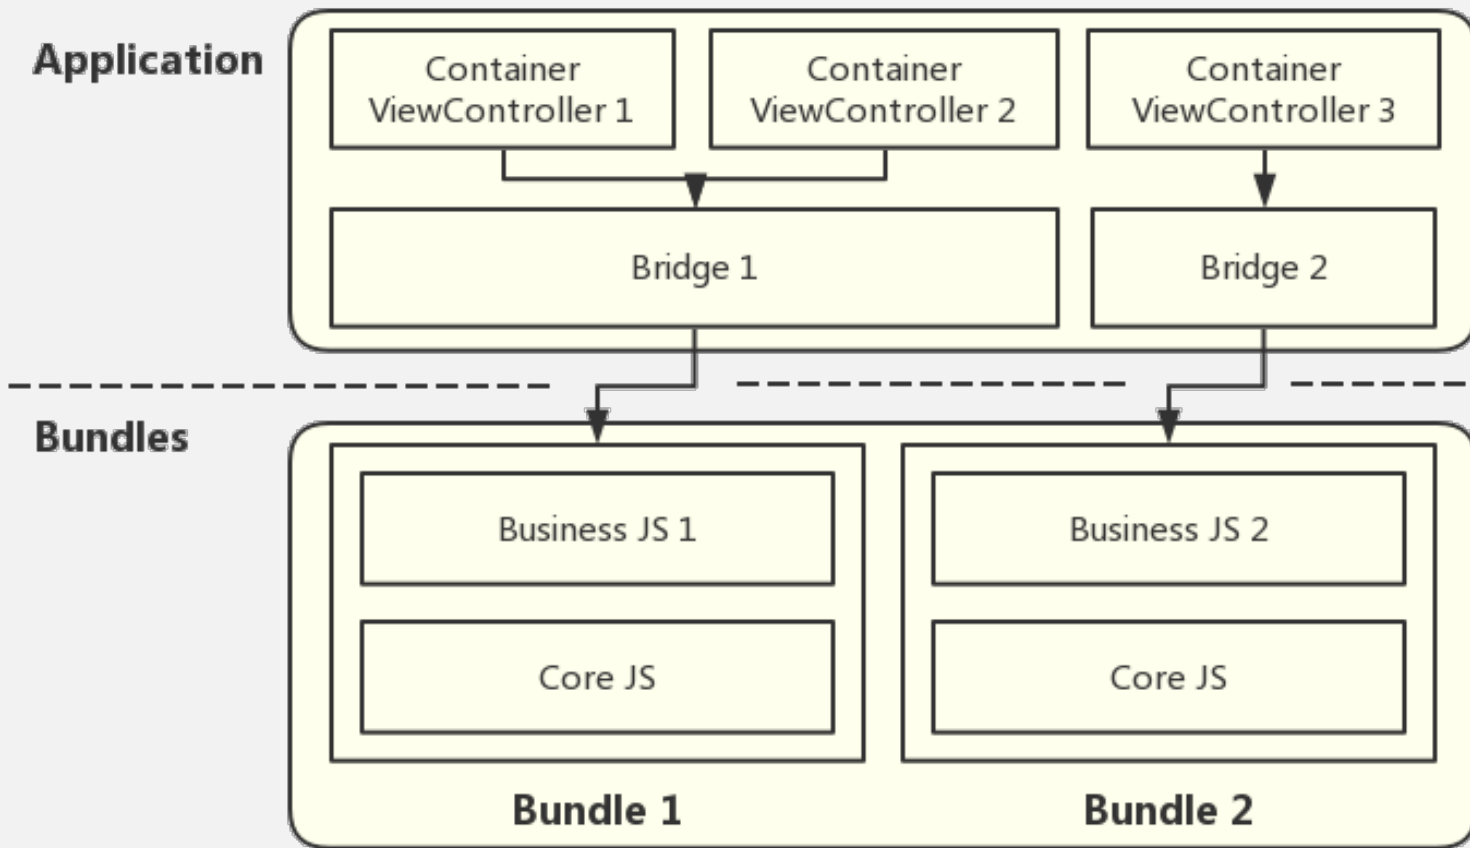 Application
Container
ViewController 1
Container
ViewController 2
Container
ViewController 3
Bridge 1
Bridge 2
Bundles
Business JS 1
Business JS 2
Core JS
Core JS
Bundle 1
Bundle 2